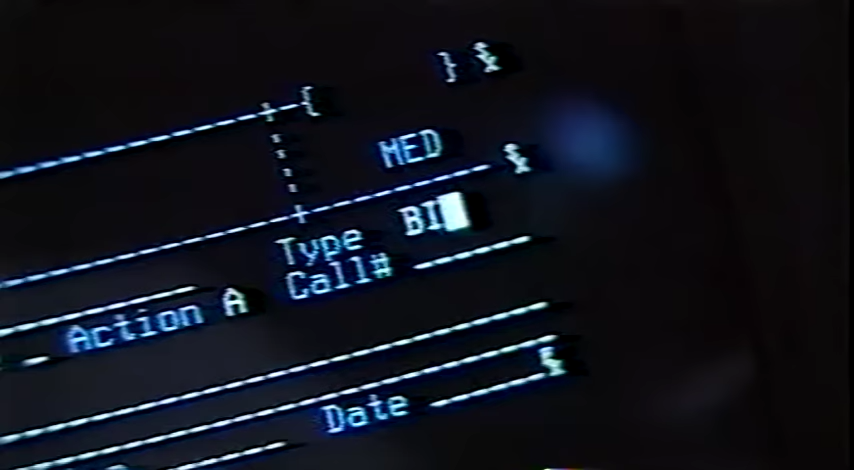 { } &
MED &
Type BI
Call#
Action A
&
Date